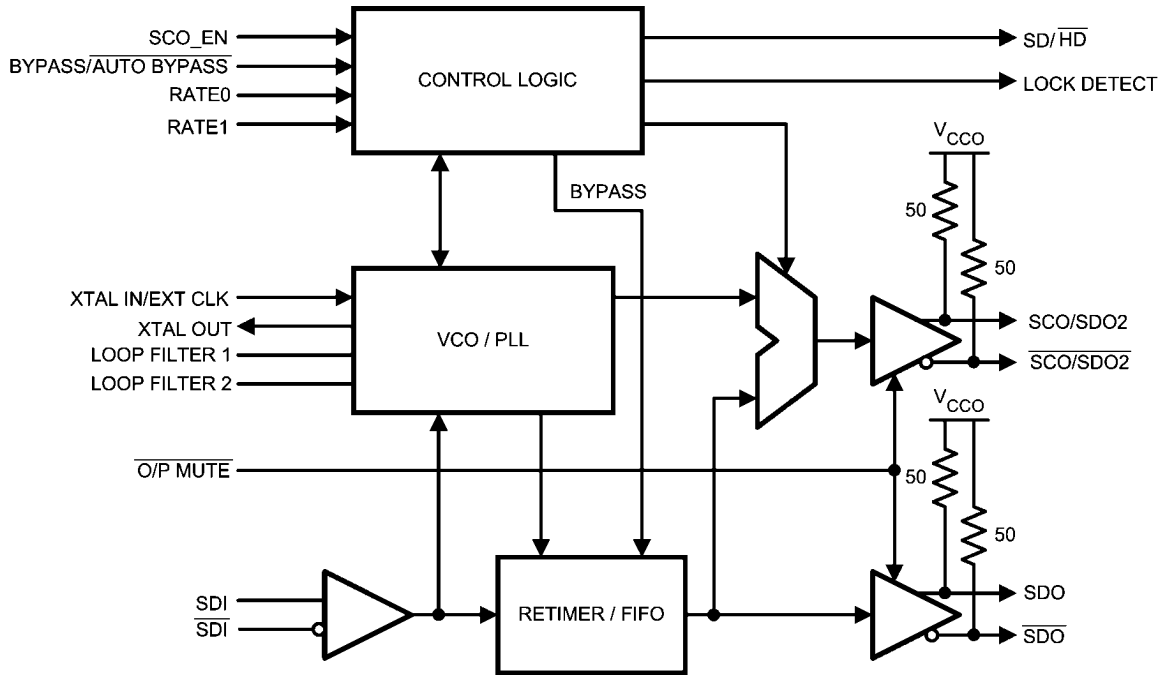 SCO_EN
BYPASS/AUTO BYPASS
RATE0
RATE1
CONTROL LOGIC
SD/HD
LOCK DETECT
BYPASS
VCCO
50
50
XTAL IN/EXT CLK
XTAL OUT
LOOP FILTER 1
LOOP FILTER 2
VCO / PLL
SCO/SDO2
SCO/SDO2
O/P MUTE
VCCO
50
50
SDI
SDI
RETIMER / FIFO
SDO
SDO